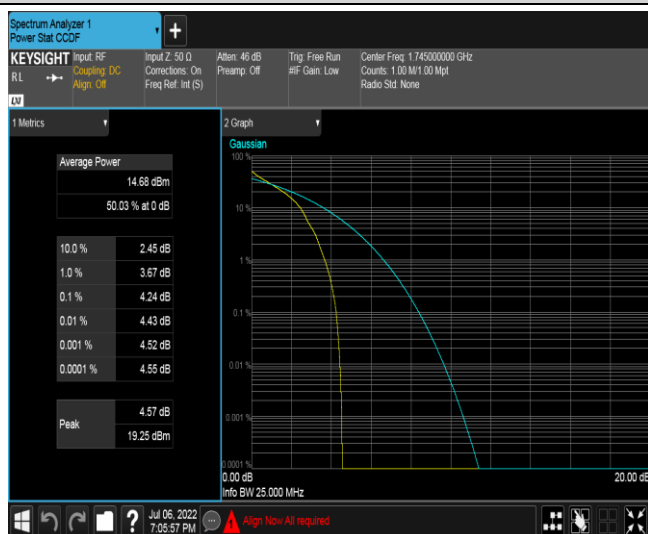 Spectrum Analyzer 1
Power Stat CCDF
+
KEYSIGHT
RL
LXI
Input: RF
Coupling: DC
Align: Off
Input Z: 50 Ω
Corrections: On
Freq Ref: Int (S)
Atten: 46 dB
Preamp: Off
Trig: Free Run
#IF Gain: Low
Center Freq: 1.745000000 GHz
Counts: 1.00 M/1.00 Mpt
Radio Std: None
1 Metrics
Average Power
14.68 dBm
50.03 % at 0 dB
10.0 % 2.45 dB
1.0 % 3.67 dB
0.1 % 4.24 dB
0.01 % 4.43 dB
0.001 % 4.52 dB
0.0001 % 4.55 dB
Peak 4.57 dB
19.25 dBm
2 Graph
Gaussian
100 %
10 %
1 %
0.1 %
0.01 %
0.001 %
0.0001 %
0.00 dB 20.00 dB
Info BW 25.000 MHz
?
Jul 06, 2022
7:05:57 PM
Align Now All required